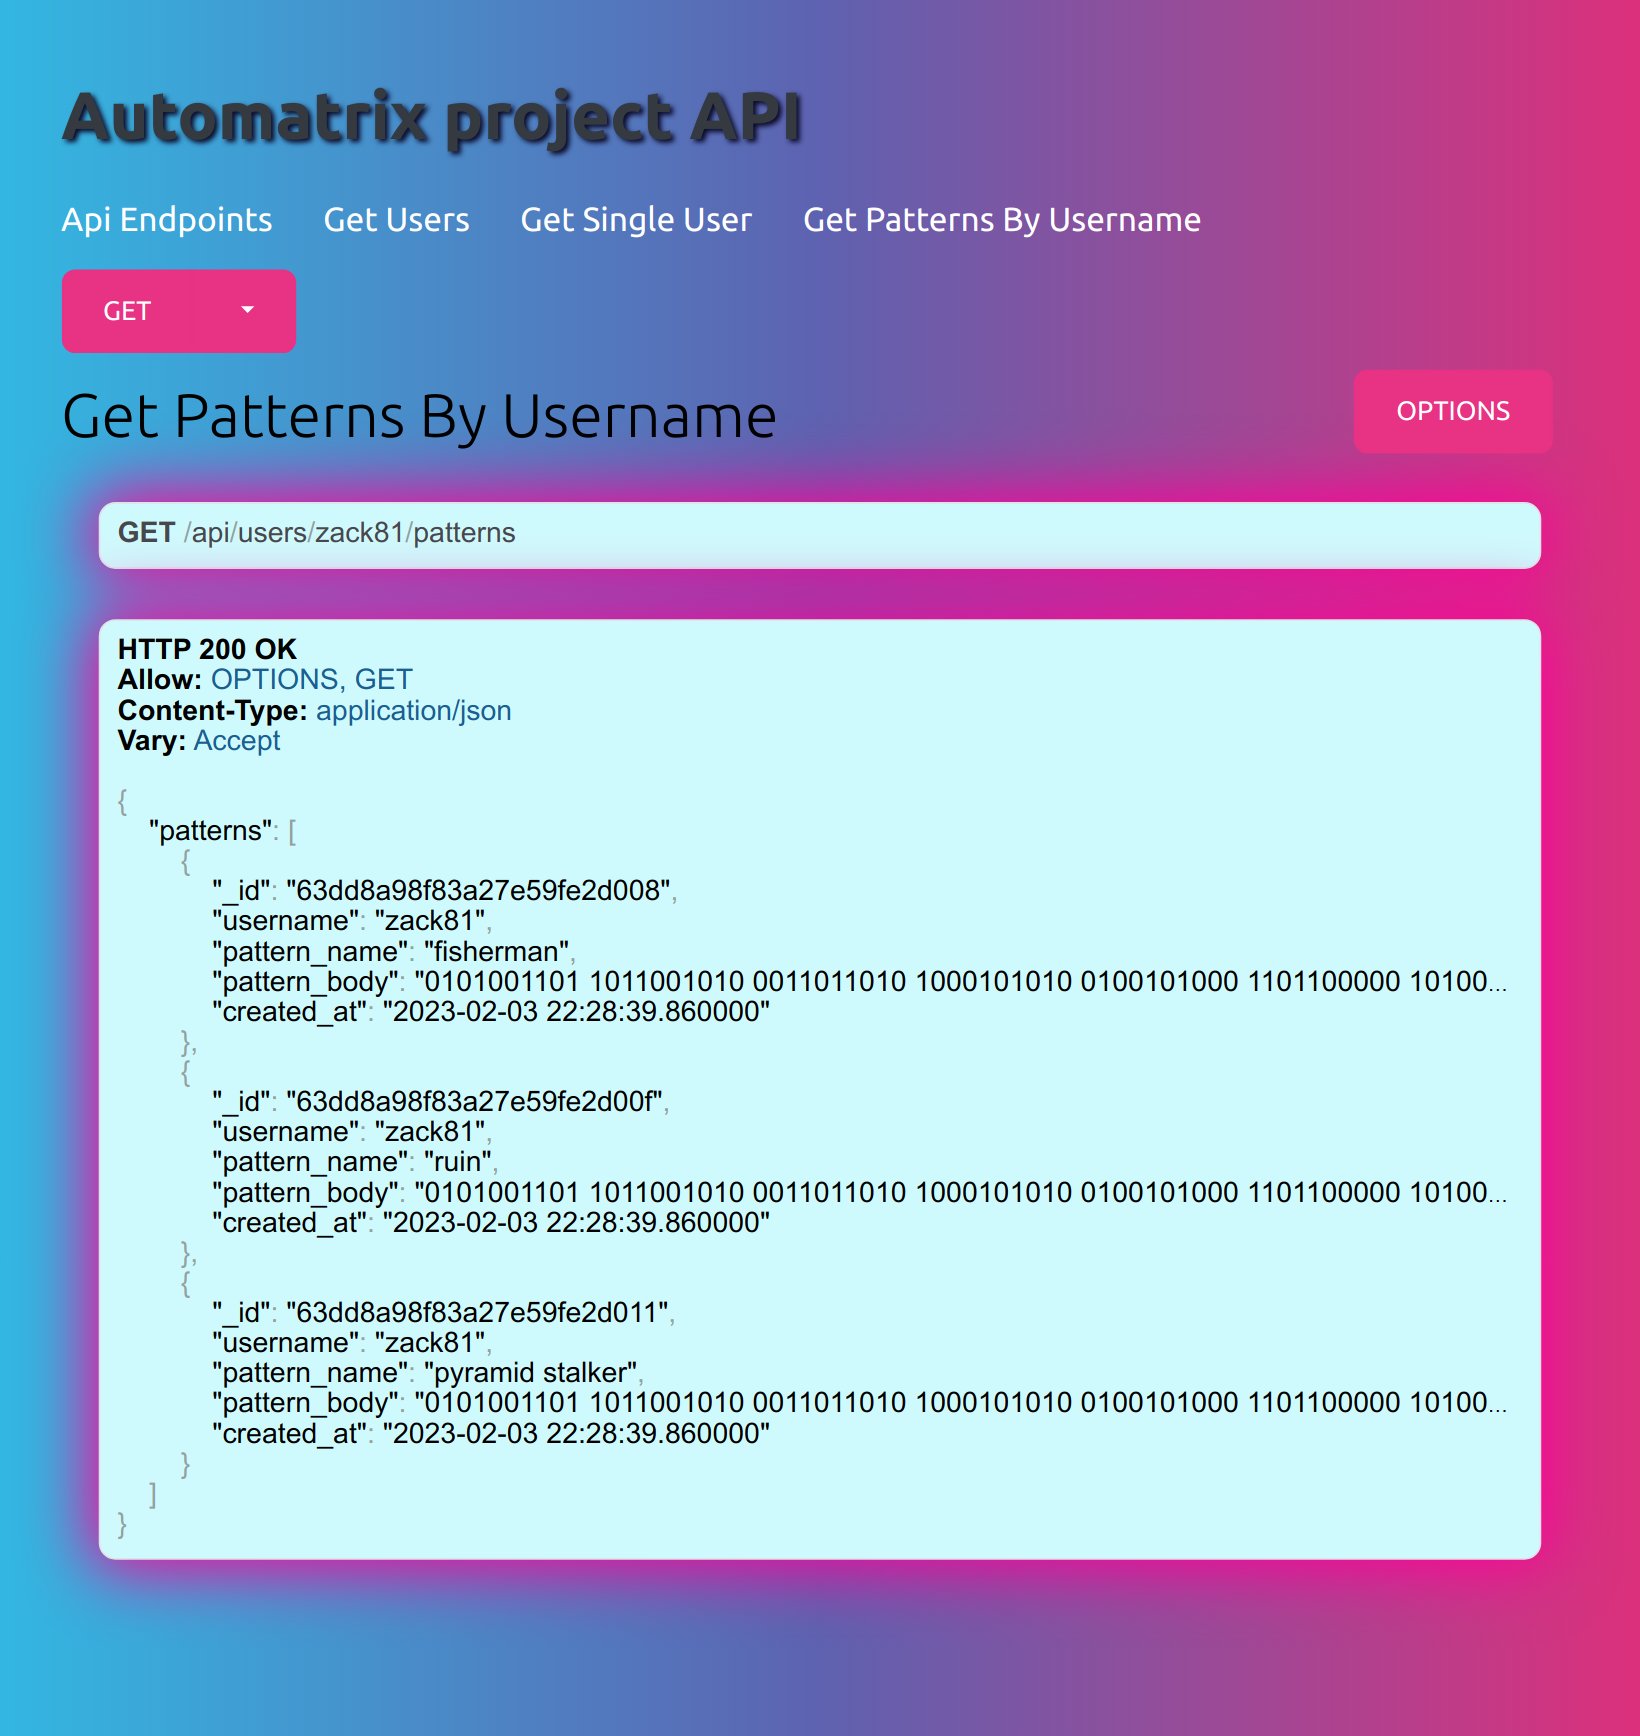 Automatrix project API
Api Endpoints Get Users Get Single User Get Patterns By Username
GET
Get Patterns By Username
OPTIONS
GET /api/users/zack81/patterns
HTTP 200 OK
Allow: OPTIONS, GET
Content-Type: application/json
Vary: Accept
{
"patterns": [
{
"_id": "63dd8a98f83a27e59fe2d008",
"username": "zack81",
"pattern_name": "fisherman",
"pattern_body": "0101001101 1011001010 0011011010 1000101010 0100101000 1101100000 10100...
"created_at": "2023-02-03 22:28:39.860000"
},
{
"_id": "63dd8a98f83a27e59fe2d00f",
"username": "zack81",
"pattern_name": "ruin",
"pattern_body": "0101001101 1011001010 0011011010 1000101010 0100101000 1101100000 10100...
"created_at": "2023-02-03 22:28:39.860000"
},
{
"_id": "63dd8a98f83a27e59fe2d011",
"username": "zack81",
"pattern_name": "pyramid stalker",
"pattern_body": "0101001101 1011001010 0011011010 1000101010 0100101000 1101100000 10100...
"created_at": "2023-02-03 22:28:39.860000"
}
]
}